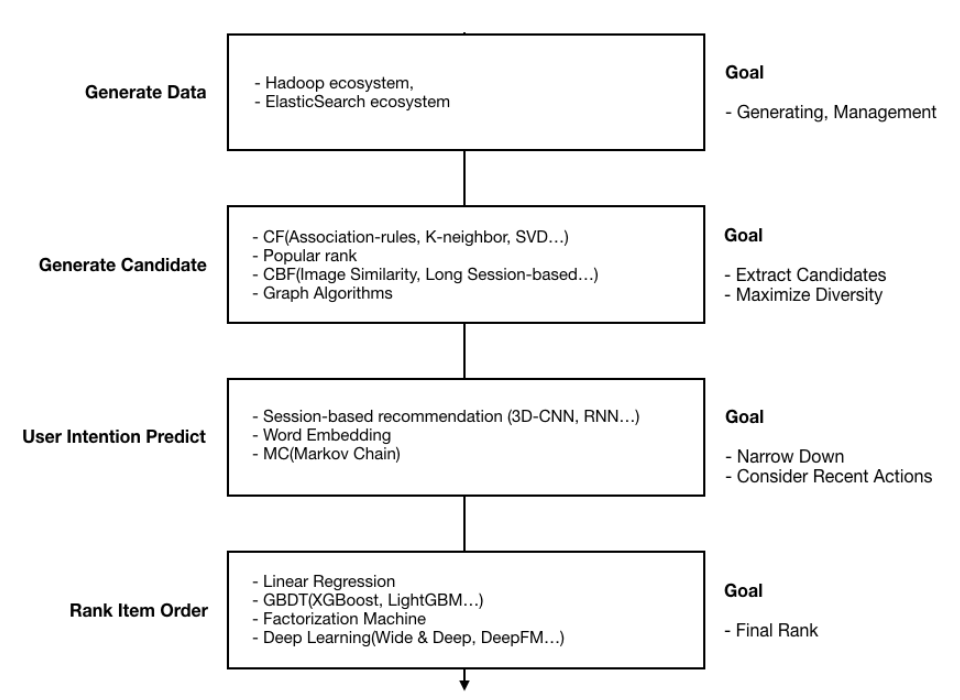 Generate Data
- Hadoop ecosystem,
- ElasticSearch ecosystem
Goal
- Generating, Management
Generate Candidate
- CF(Association-rules, K-neighbor, SVD…)
- Popular rank
- CBF(Image Similarity, Long Session-based…)
- Graph Algorithms
Goal
- Extract Candidates
- Maximize Diversity
User Intention Predict
- Session-based recommendation (3D-CNN, RNN…)
- Word Embedding
- MC(Markov Chain)
Goal
- Narrow Down
- Consider Recent Actions
Rank Item Order
- Linear Regression
- GBDT(XGBoost, LightGBM…)
- Factorization Machine
- Deep Learning(Wide & Deep, DeepFM…)
Goal
- Final Rank